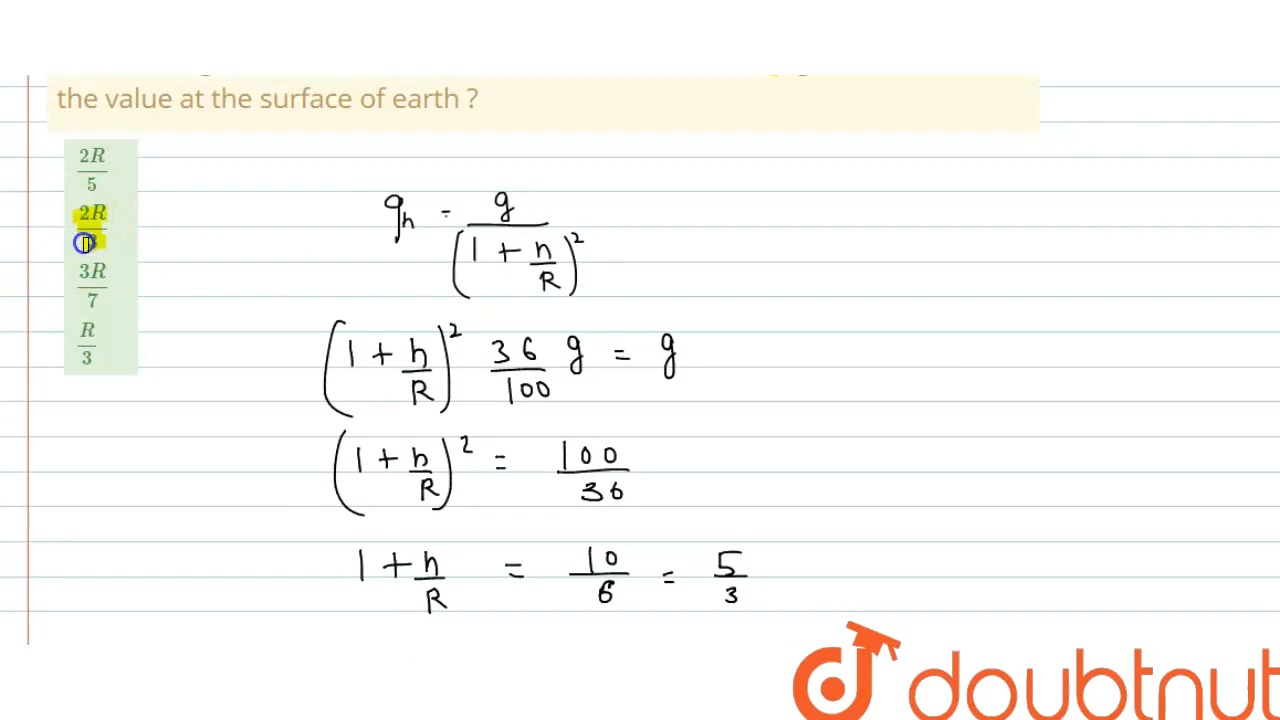 the value at the surface of earth ?
2R/5
2R/3
3R/7
R/3
g_h = g/(1 + h/R)^2
(1 + h/R)^2 36/100 g = g
(1 + h/R)^2 = 100/36
1 + h/R = 10/6 = 5/3
doubtnut